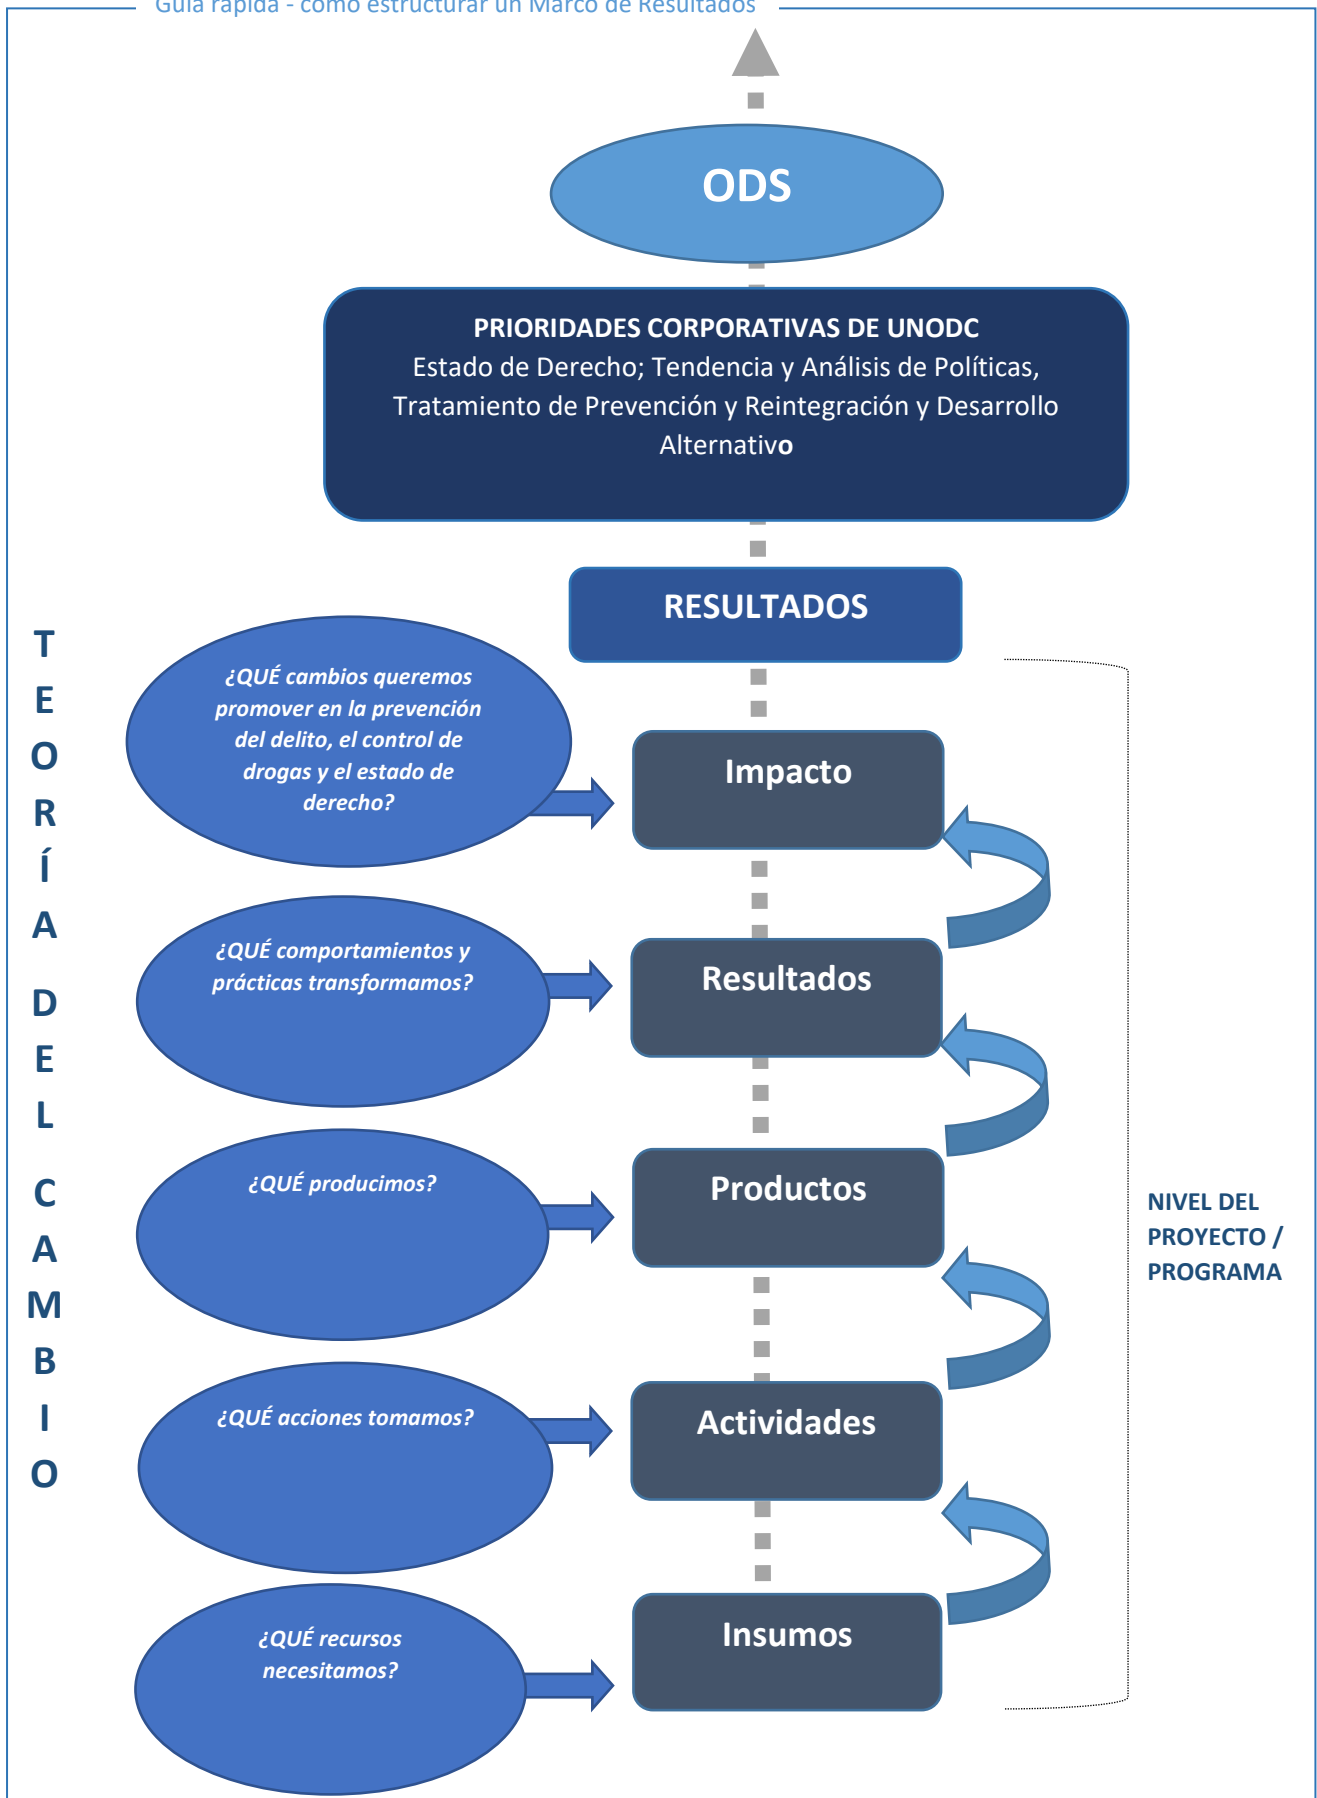 Guía rápida - cómo estructurar un Marco de Resultados
ODS
PRIORIDADES CORPORATIVAS DE UNODC
Estado de Derecho; Tendencia y Análisis de Políticas,
Tratamiento de Prevención y Reintegración y Desarrollo
Alternativo
RESULTADOS
TEORÍA DEL CAMBIO
¿QUÉ cambios queremos
promover en la prevención
del delito, el control de
drogas y el estado de
derecho?
Impacto
¿QUÉ comportamientos y
prácticas transformamos?
Resultados
¿QUÉ producimos?
Productos
NIVEL DEL
PROYECTO /
PROGRAMA
¿QUÉ acciones tomamos?
Actividades
¿QUÉ recursos
necesitamos?
Insumos